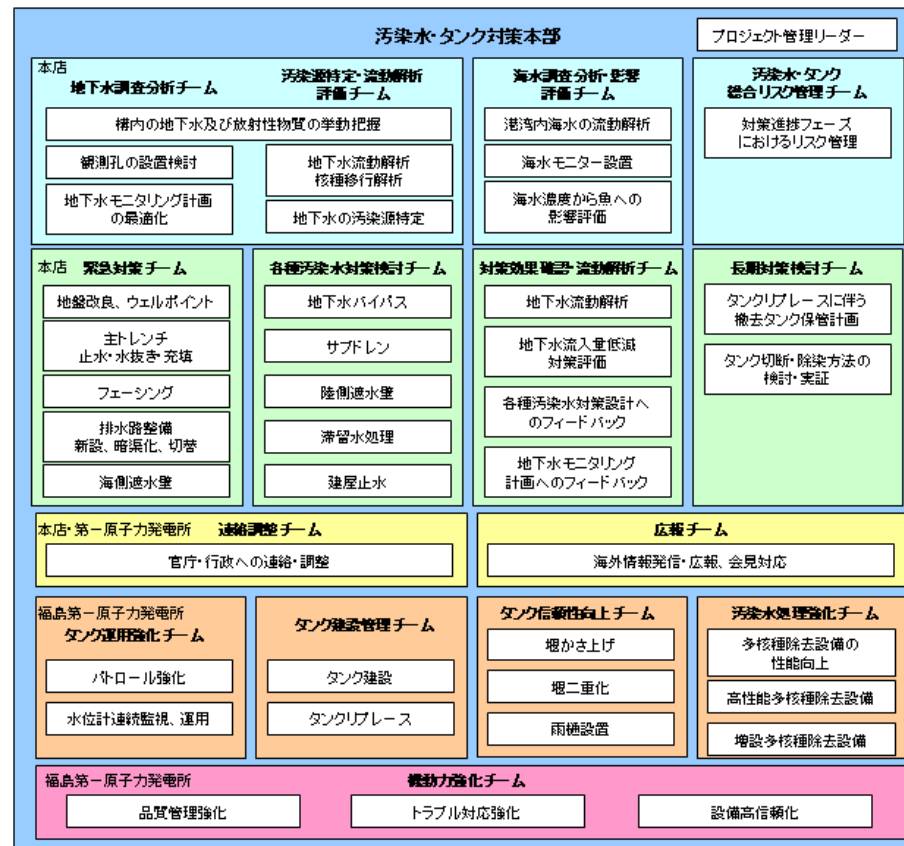 汚染水・タンク対策本部
プロジェクト管理リーダー
本店
地下水調査分析チーム
汚染源特定・流動解析
評価チーム
構内の地下水及び放射性物質の挙動把握
観測孔の設置検討
地下水モニタリング計画
の最適化
地下水流動解析
核種移行解析
地下水の汚染源特定
海水調査分析・影響
評価チーム
港湾内海水の流動解析
海水モニター設置
海水濃度から魚への
影響評価
汚染水・タンク
総合リスク管理チーム
対策進捗フェーズ
におけるリスク管理
本店
緊急対策チーム
地盤改良、ウェルポイント
主トレンチ
止水・水抜き・充填
フェーシング
排水路整備
新設、暗渠化、切替
海側遮水壁
各種汚染水対策検討チーム
地下水バイパス
サブドレン
陸側遮水壁
滞留水処理
建屋止水
対策効果確認・流動解析チーム
地下水流動解析
地下水流入量低減
対策評価
各種汚染水対策設計へ
のフィードバック
地下水モニタリング
計画へのフィードバック
長期対策検討チーム
タンクリプレースに伴う
撤去タンク保管計画
タンク切断・除染方法の
検討・実証
本店・第一原子力発電所
連絡調整チーム
官庁・行政への連絡・調整
広報チーム
海外情報発信・広報、会見対応
福島第一原子力発電所
タンク運用強化チーム
パトロール強化
水位計連続監視、運用
タンク建設管理チーム
タンク建設
タンクリプレース
タンク信頼性向上チーム
堰かさ上げ
堰二重化
雨樋設置
汚染水処理強化チーム
多核種除去設備の
性能向上
高性能多核種除去設備
増設多核種除去設備
福島第一原子力発電所
機動力強化チーム
品質管理強化
トラブル対応強化
設備高信頼化